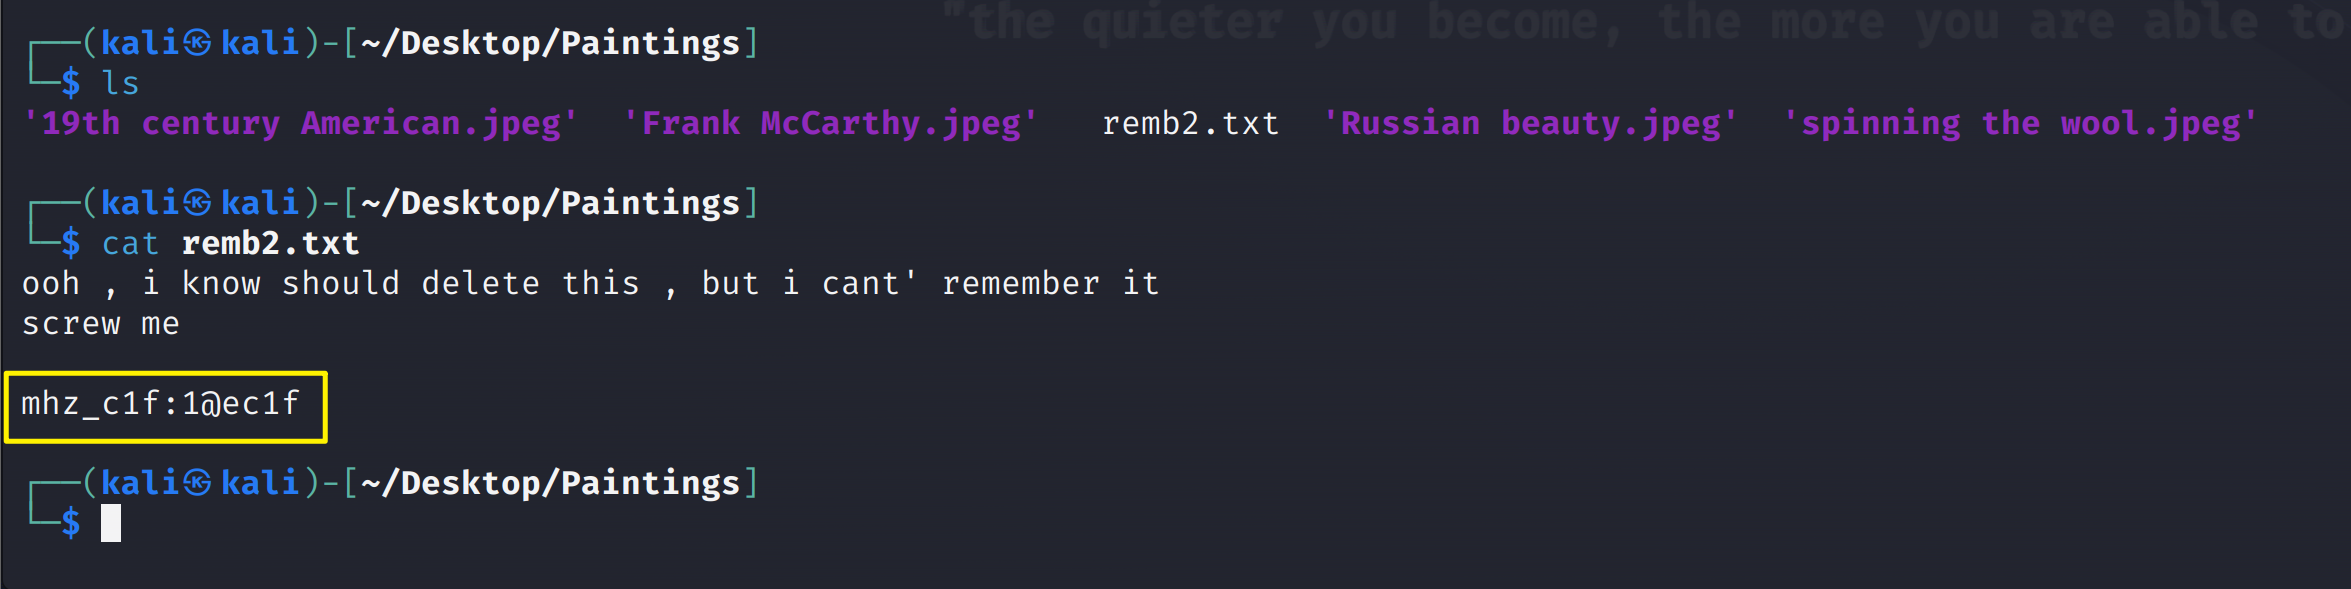 "the quieter you become, the more you are able to
┌──(kali㉿kali)-[~/Desktop/Paintings]
└─$ ls
'19th century American.jpeg'  'Frank McCarthy.jpeg'   remb2.txt  'Russian beauty.jpeg'  'spinning the wool.jpeg'
┌──(kali㉿kali)-[~/Desktop/Paintings]
└─$ cat remb2.txt
ooh , i know should delete this , but i cant' remember it
screw me
mhz_c1f:1@ec1f
┌──(kali㉿kali)-[~/Desktop/Paintings]
└─$